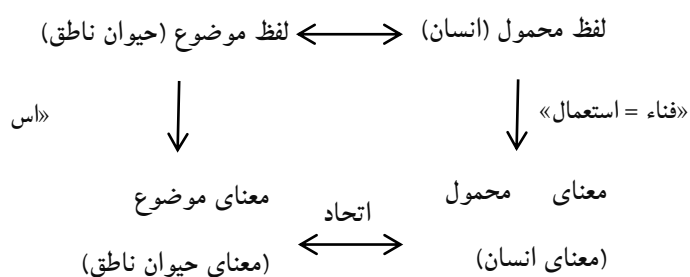 لفظ محمول (انسان) لفظ موضوع (حیوان ناطق)
«فناء = استعمال» «اس
معنای محمول معنای موضوع
اتحاد
(معنای انسان) (معنای حیوان ناطق)